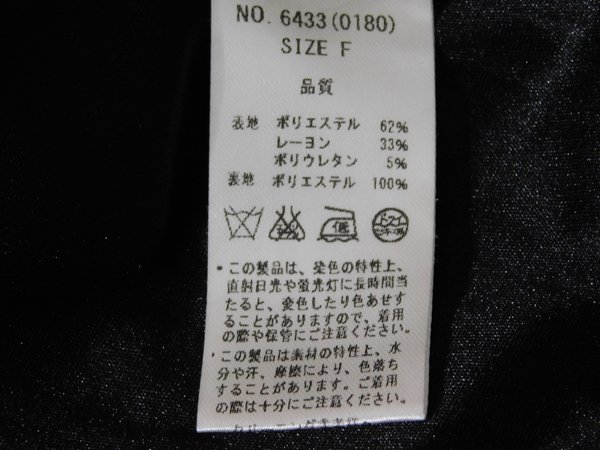 NO. 6433(0180)
SIZE F
品質
表地 ポリエステル 62%
レーヨン 33%
ポリウレタン 5%
裏地 ポリエステル 100%
低 ドライ
・この製品は、染色の特性上、
直射日光や蛍光灯に長時間当
たると、変色したり色あせす
ることがありますので、着用
の際や保管にご注意ください。
・この製品は素材の特性上、水
分や汗、摩擦により、色落ち
することがあります。ご着用
の際は十分にご注意ください。